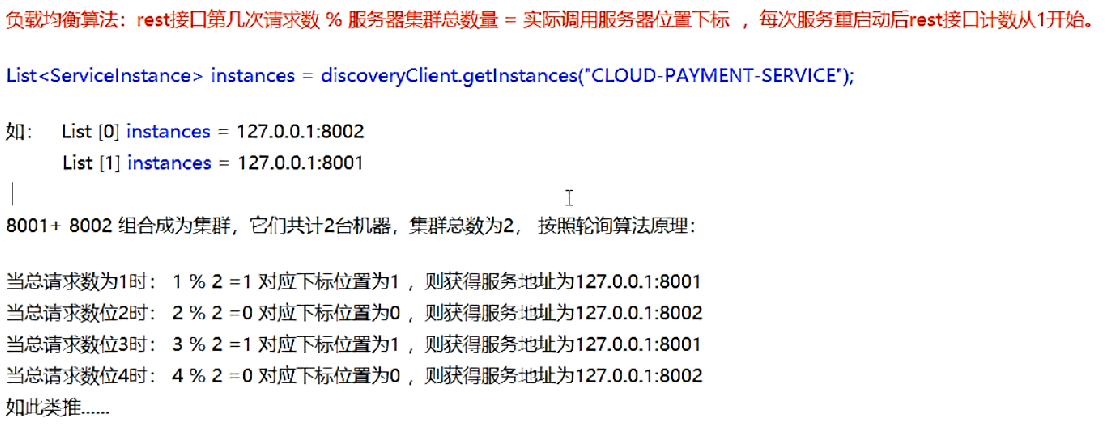 负载均衡算法：rest接口第几次请求数 % 服务器集群总数量 = 实际调用服务器位置下标 ，每次服务重启动后rest接口计数从1开始。
List<ServiceInstance> instances = discoveryClient.getInstances("CLOUD-PAYMENT-SERVICE");
如： List [0] instances = 127.0.0.1:8002
List [1] instances = 127.0.0.1:8001
8001+ 8002 组合成为集群，它们共计2台机器，集群总数为2， 按照轮询算法原理：
当总请求数为1时： 1 % 2 =1 对应下标位置为1 ，则获得服务地址为127.0.0.1:8001
当总请求数位2时： 2 % 2 =0 对应下标位置为0 ，则获得服务地址为127.0.0.1:8002
当总请求数位3时： 3 % 2 =1 对应下标位置为1 ，则获得服务地址为127.0.0.1:8001
当总请求数位4时： 4 % 2 =0 对应下标位置为0 ，则获得服务地址为127.0.0.1:8002
如此类推......